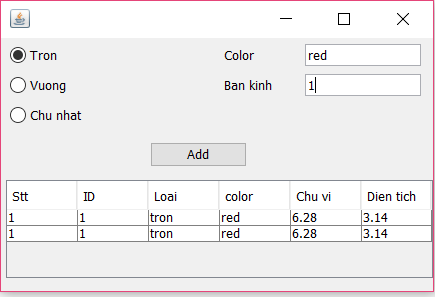 Tron Color red
Vuong Ban kinh 1
Chu nhat
Add
Stt ID Loai color Chu vi Dien tich
1 1 tron red 6.28 3.14
1 1 tron red 6.28 3.14